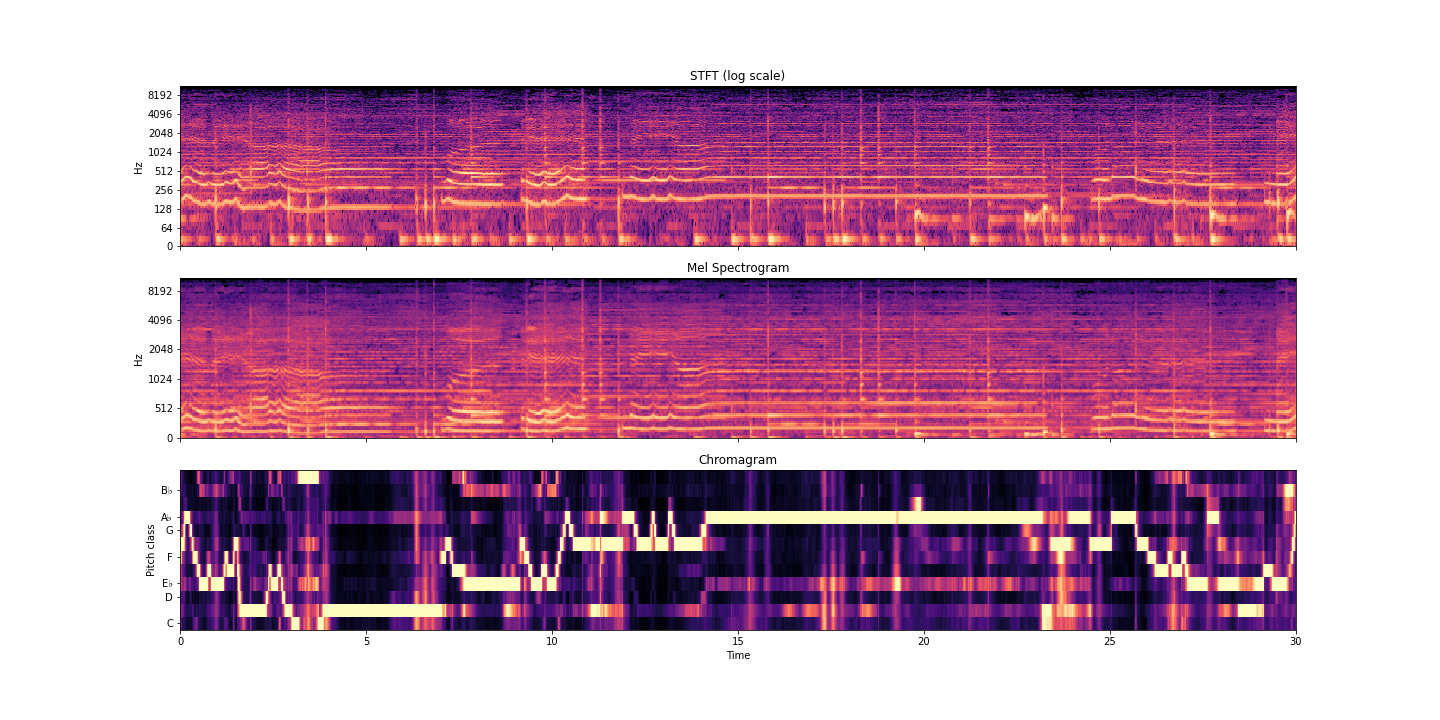 STFT (log scale)
8192
4096
2048
1024
512
256
128
64
0
Hz
Mel Spectrogram
8192
4096
2048
1024
512
0
Hz
Chromagram
B♭
A♭
G
F
E♭
D
C
Pitch class
0 5 10 15 20 25 30
Time